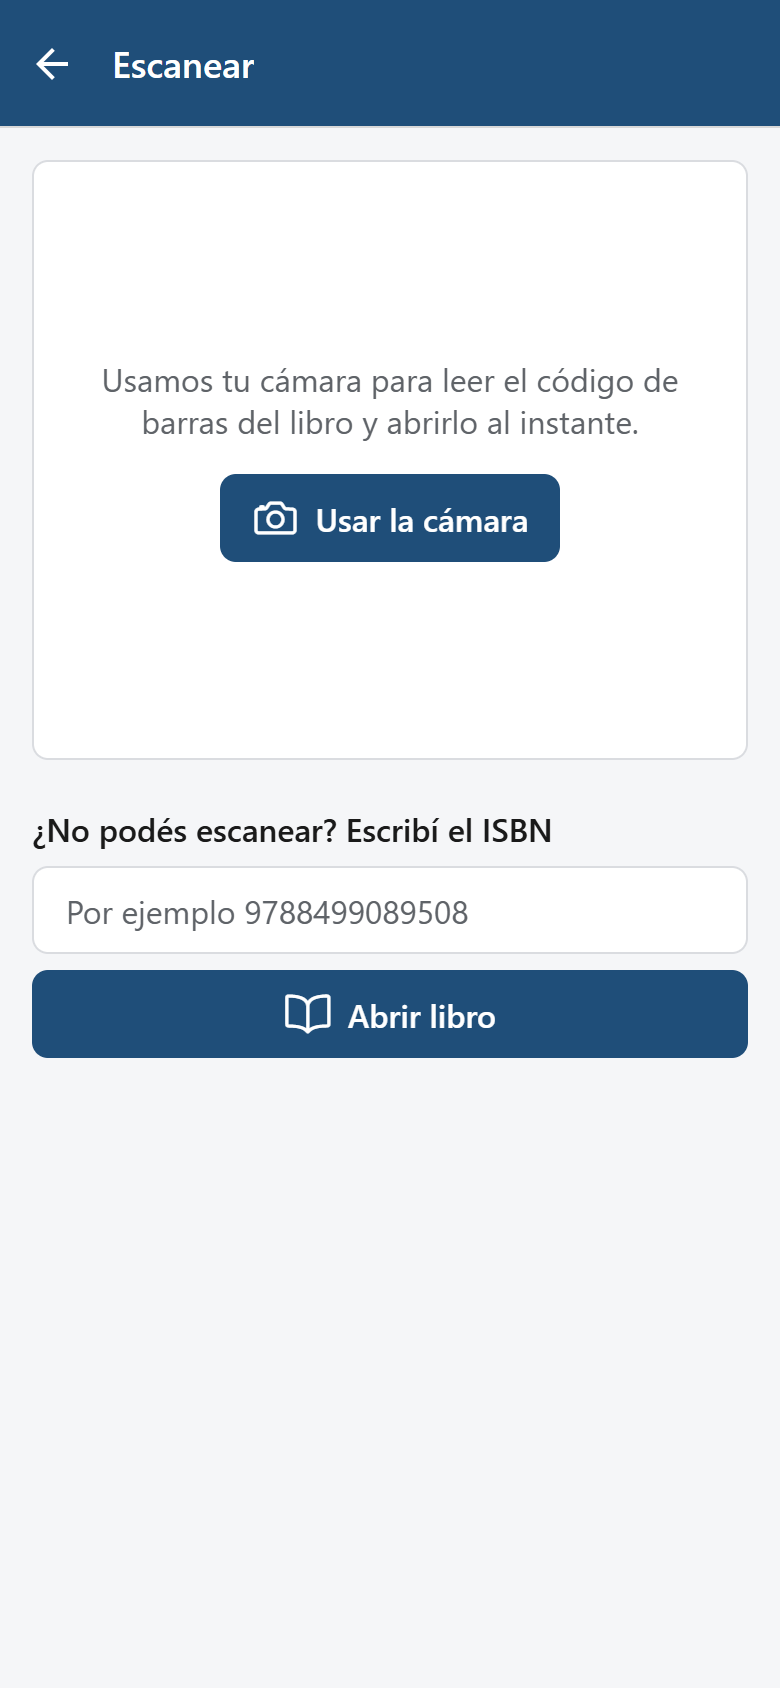 Escanear
Usamos tu cámara para leer el código de
barras del libro y abrirlo al instante.
Usar la cámara
¿No podés escanear? Escribí el ISBN
Por ejemplo 9788499089508
Abrir libro